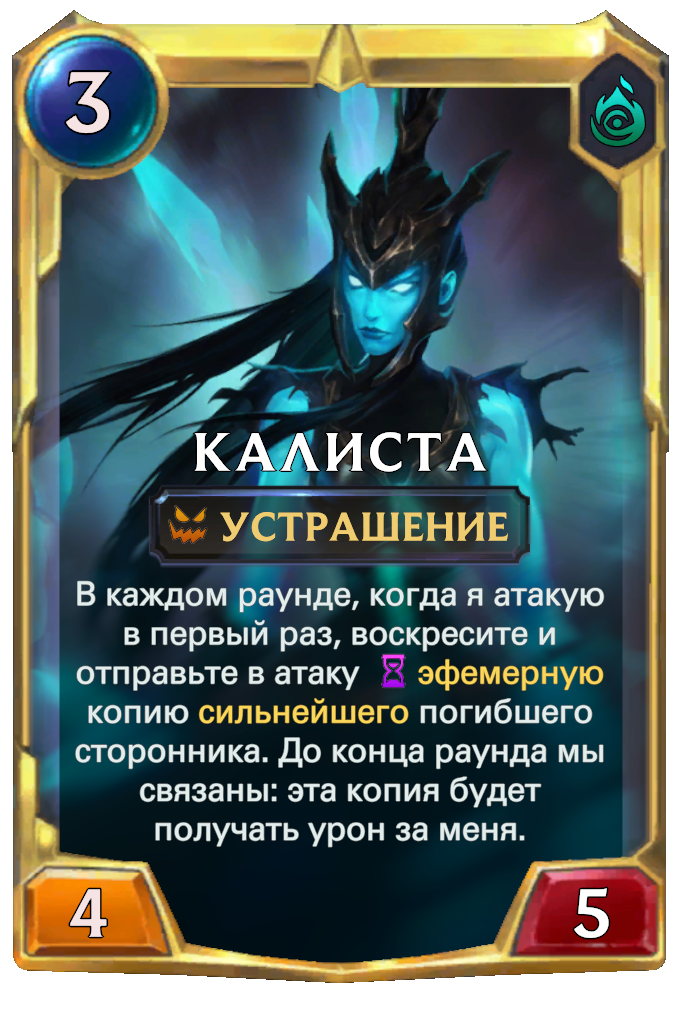 3
КАЛИСТА
УСТРАШЕНИЕ
В каждом раунде, когда я атакую
в первый раз, воскресите и
отправьте в атаку эфемерную
копию сильнейшего погибшего
сторонника. До конца раунда мы
связаны: эта копия будет
получать урон за меня.
4
5